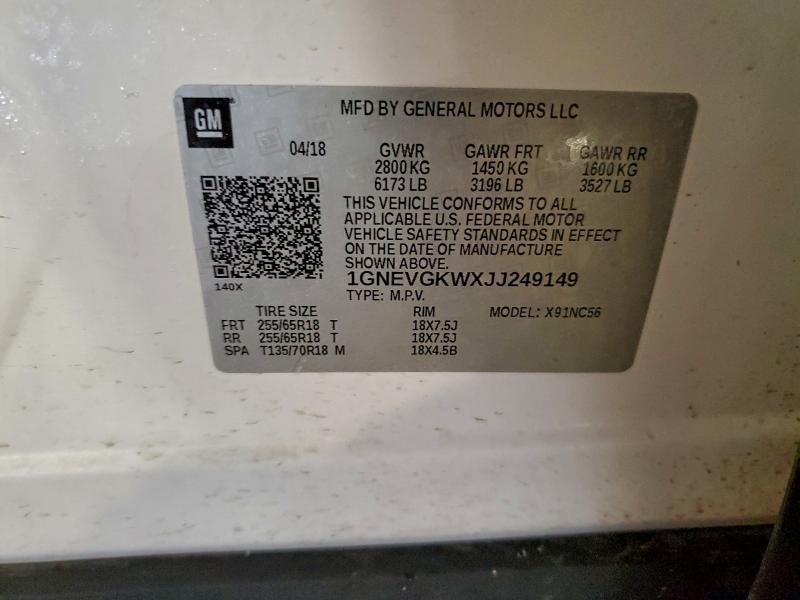 GM
MFD BY GENERAL MOTORS LLC
04/18 GVWR GAWR FRT GAWR RR
2800 KG 1450 KG 1600 KG
6173 LB 3196 LB 3527 LB
THIS VEHICLE CONFORMS TO ALL
APPLICABLE U.S. FEDERAL MOTOR
VEHICLE SAFETY STANDARDS IN EFFECT
ON THE DATE OF MANUFACTURE
SHOWN ABOVE.
140X
1GNEVGKWXJJ249149
TYPE: M.P.V.
TIRE SIZE RIM MODEL: X91NC56
FRT 255/65R18 T 18X7.5J
RR 255/65R18 T 18X7.5J
SPA T135/70R18 M 18X4.5B